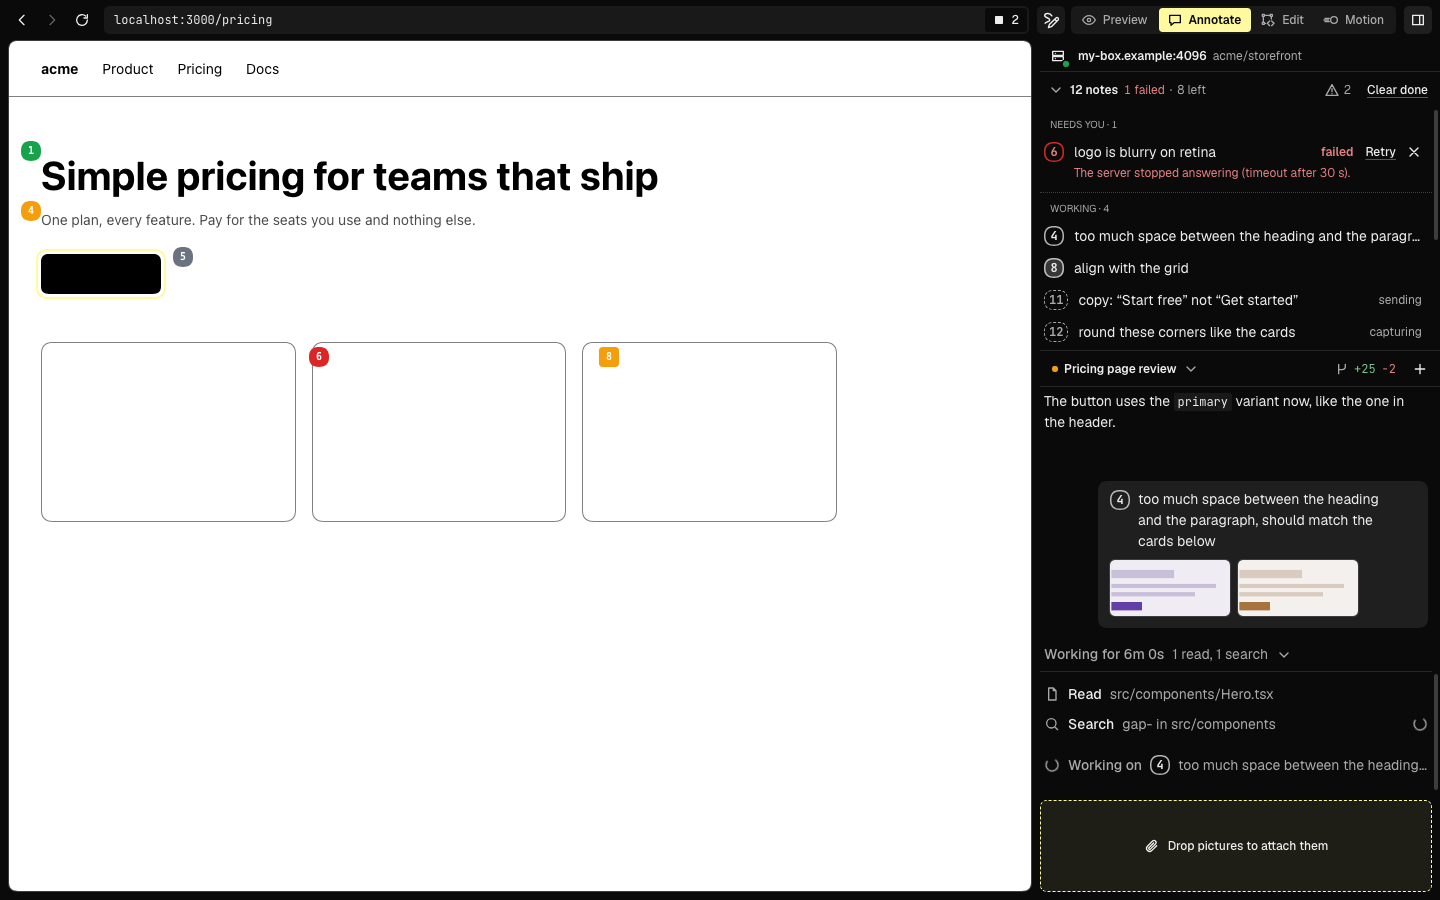 localhost:3000/pricing
2
Preview
Annotate
Edit
Motion
acme
Product
Pricing
Docs
1
Simple pricing for teams that ship
4
One plan, every feature. Pay for the seats you use and nothing else.
5
6
8
my-box.example:4096 acme/storefront
12 notes 1 failed · 8 left
2
Clear done
NEEDS YOU · 1
6 logo is blurry on retina failed Retry
The server stopped answering (timeout after 30 s).
WORKING · 4
4 too much space between the heading and the paragr...
8 align with the grid
11 copy: “Start free” not “Get started” sending
12 round these corners like the cards capturing
Pricing page review +25 -2
The button uses the primary variant now, like the one in
the header.
4 too much space between the heading
and the paragraph, should match the
cards below
Working for 6m 0s 1 read, 1 search
Read src/components/Hero.tsx
Search gap- in src/components
Working on 4 too much space between the heading...
Drop pictures to attach them